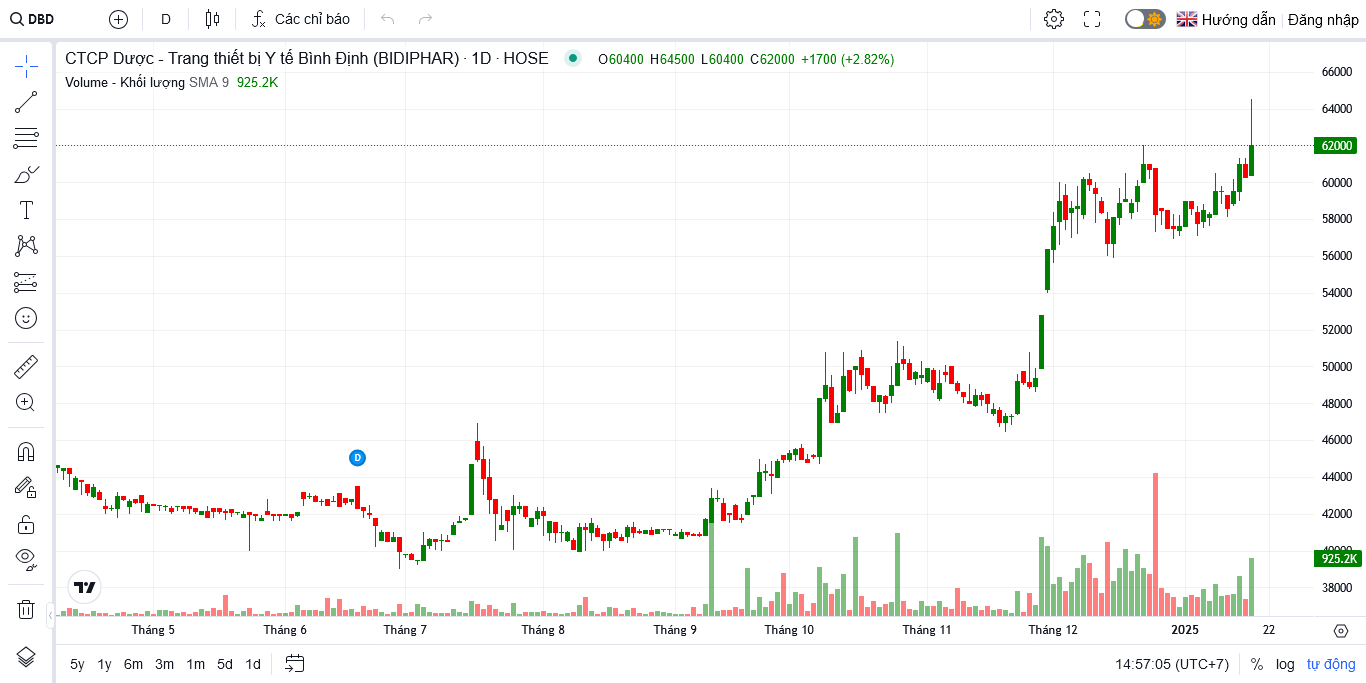 DBD D Các chỉ báo Hướng dẫn Đăng nhập
CTCP Dược - Trang thiết bị Y tế Bình Định (BIDIPHAR) · 1D · HOSE O60400 H64500 L60400 C62000 +1700 (+2.82%)
Volume - Khối lượng SMA 9 925.2K
66000
64000
62000
60000
58000
56000
54000
52000
50000
48000
46000
D
44000
42000
40000
925.2K
38000
Tháng 5 Tháng 6 Tháng 7 Tháng 8 Tháng 9 Tháng 10 Tháng 11 Tháng 12 2025 22
5y 1y 6m 3m 1m 5d 1d 14:57:05 (UTC+7) % log tự động